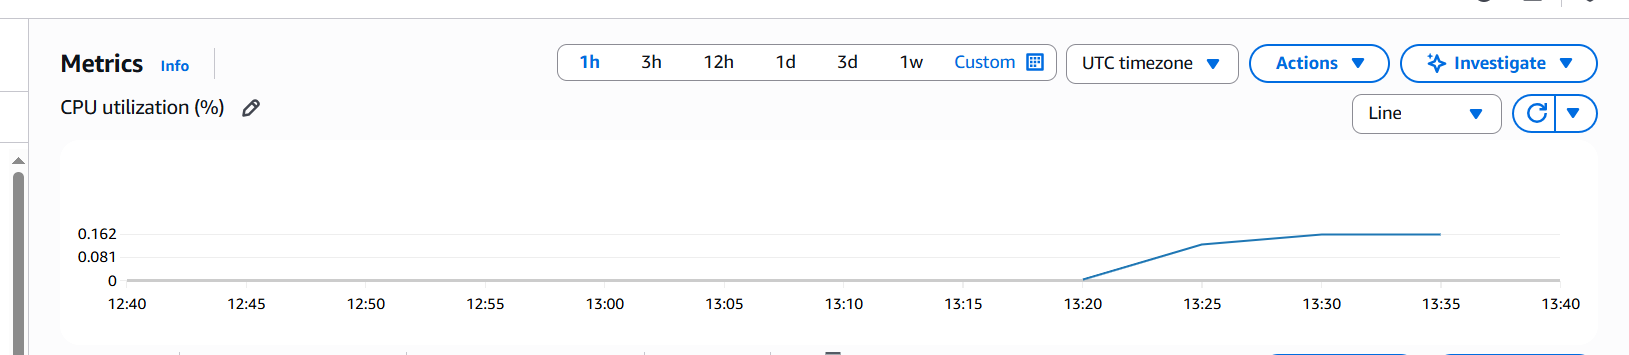 Metrics Info 1h 3h 12h 1d 3d 1w Custom UTC timezone Actions Investigate
CPU utilization (%) Line
0.162
0.081
0
12:40 12:45 12:50 12:55 13:00 13:05 13:10 13:15 13:20 13:25 13:30 13:35 13:40